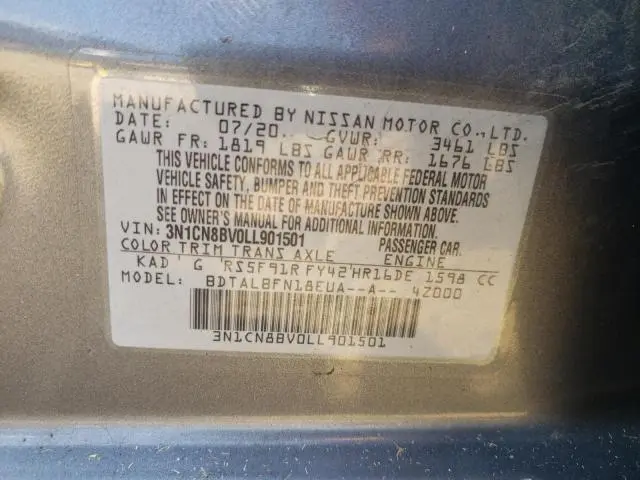 MANUFACTURED BY NISSAN MOTOR CO., LTD.
DATE: 07/20 GVWR: 3461 LBS
GAWR FR: 1819 LBS GAWR RR: 1676 LBS
THIS VEHICLE CONFORMS TO ALL APPLICABLE FEDERAL MOTOR
VEHICLE SAFETY, BUMPER AND THEFT PREVENTION STANDARDS
IN EFFECT ON THE DATE OF MANUFACTURE SHOWN ABOVE.
SEE OWNER'S MANUAL FOR ADDITIONAL INFORMATION.
VIN: 3N1CN8BV0LL901501 PASSENGER CAR.
COLOR TRIM TRANS AXLE ENGINE
KAD ' G ' RS5F91R FY42'HR16DE 1598 CC
MODEL: BDTALBFN18EUA--A-- 4Z000
3N1CN8BV0LL901501